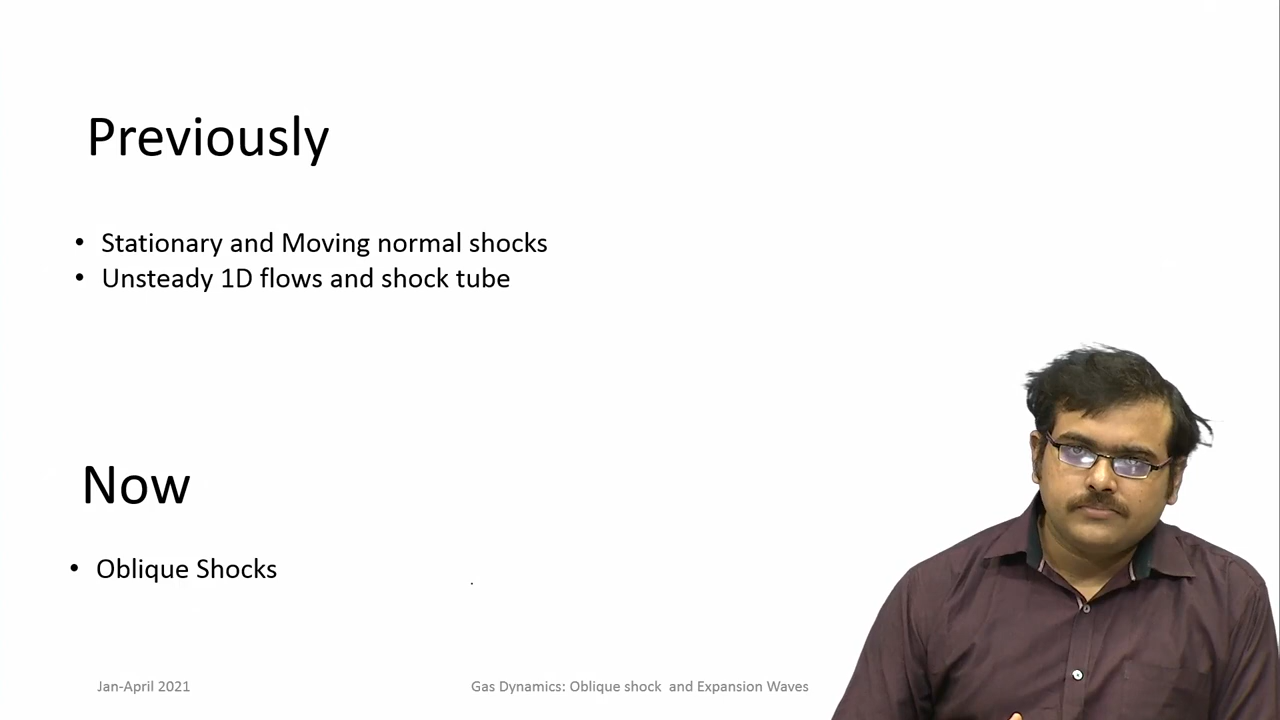 Previously
• Stationary and Moving normal shocks
• Unsteady 1D flows and shock tube
Now
• Oblique Shocks
Jan-April 2021
Gas Dynamics: Oblique shock and Expansion Waves